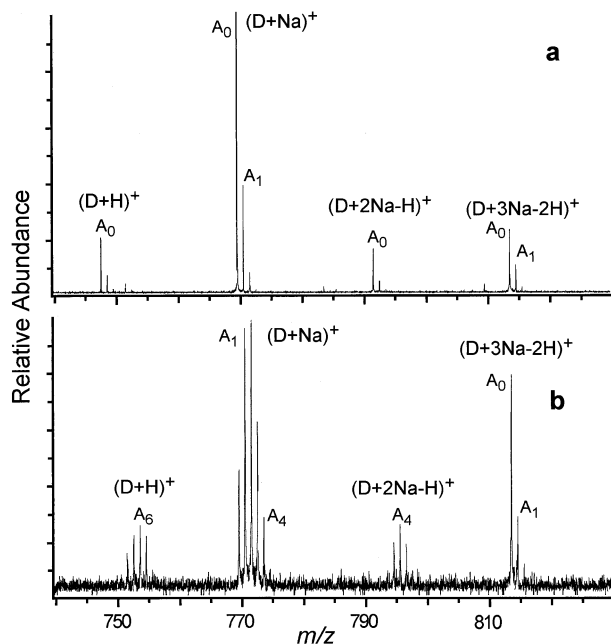 (D+Na)⁺
A₀
a
A₁
(D+H)⁺
A₀
(D+2Na-H)⁺
A₀
(D+3Na-2H)⁺
A₀
A₁
Relative Abundance
A₁
(D+Na)⁺
(D+3Na-2H)⁺
A₀
b
(D+H)⁺
A₆
A₄
(D+2Na-H)⁺
A₄
A₁
750 770 790 810
m/z